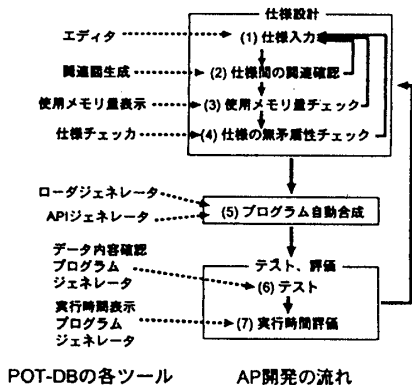 仕様設計
エディタ
(1) 仕様入力
関連図生成
(2) 仕様間の関連確認
使用メモリ量表示
(3) 使用メモリ量チェック
仕様チェッカ
(4) 仕様の無矛盾性チェック
ローダジェネレータ
APIジェネレータ
(5) プログラム自動合成
データ内容確認
プログラム
ジェネレータ
テスト、評価
(6) テスト
実行時間表示
プログラム
ジェネレータ
(7) 実行時間評価
POT-DBの各ツール
AP開発の流れ